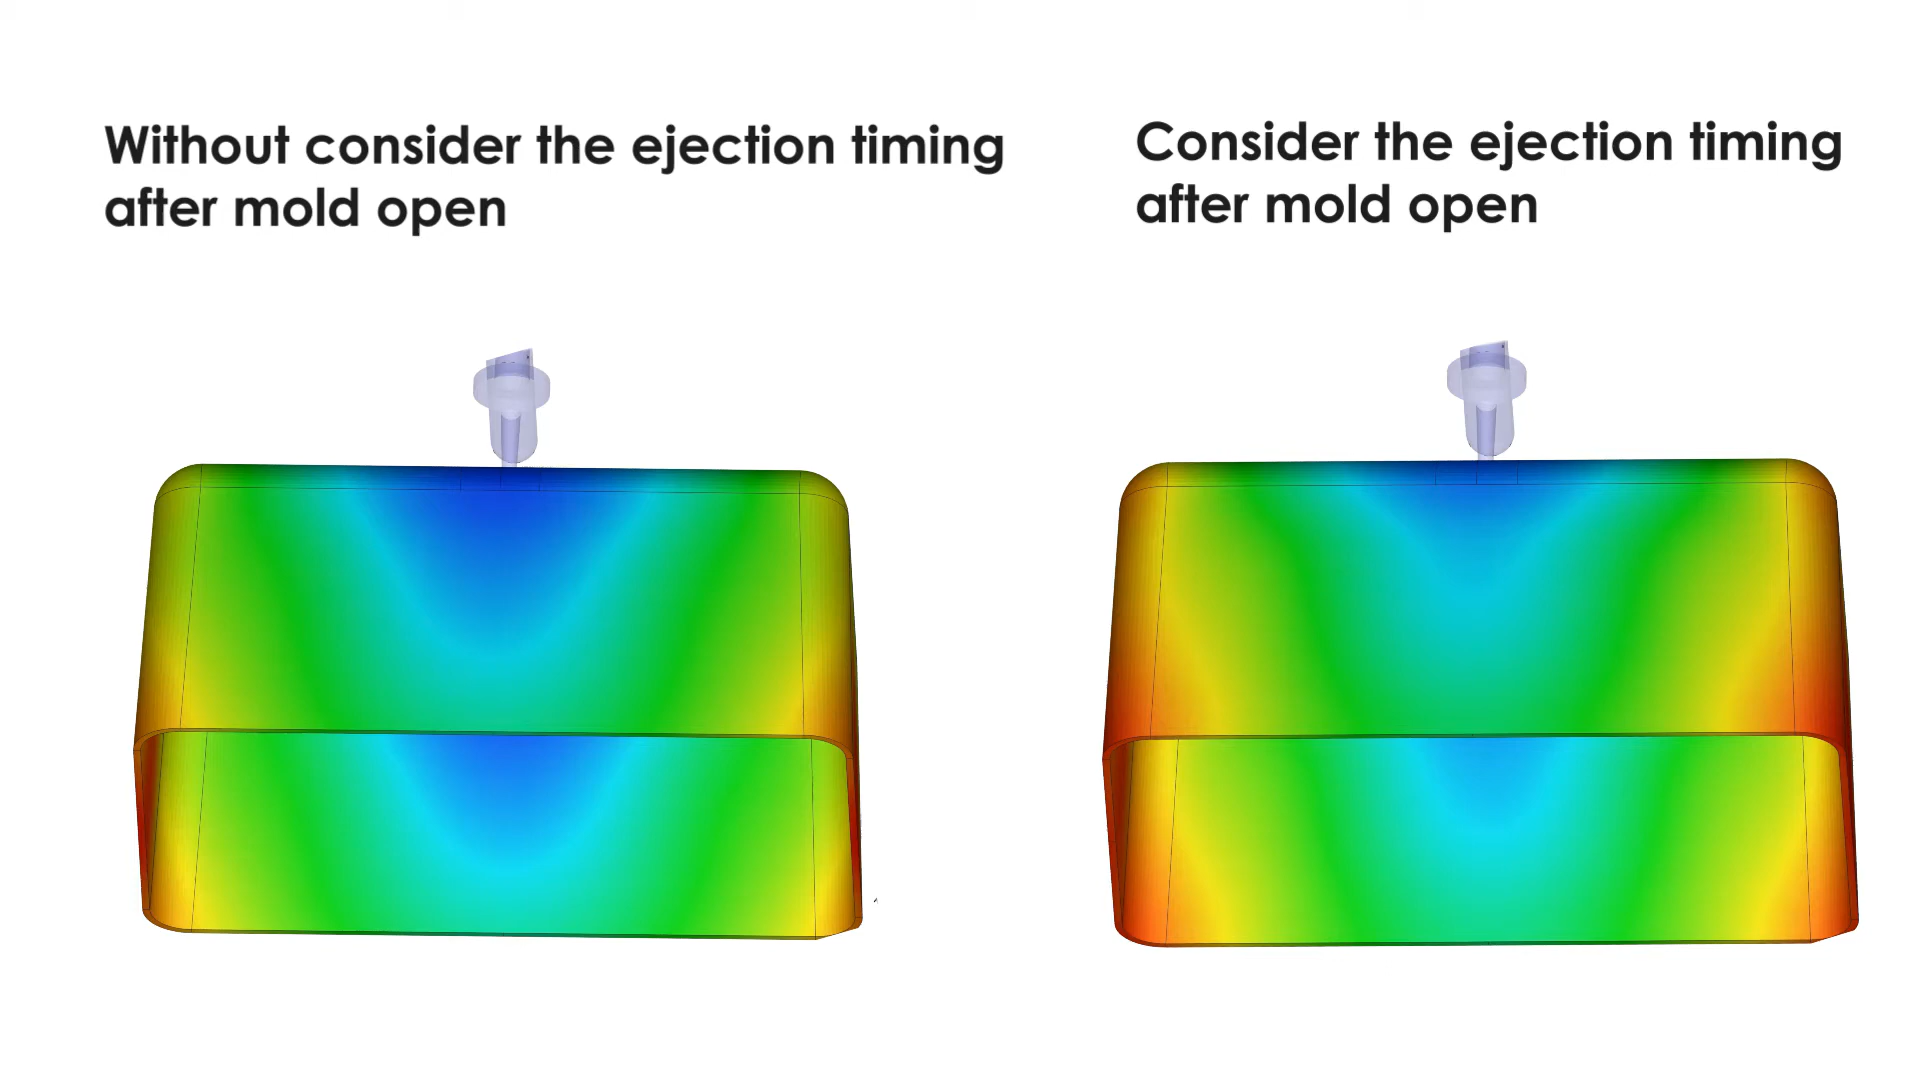 Without consider the ejection timing
after mold open
Consider the ejection timing
after mold open